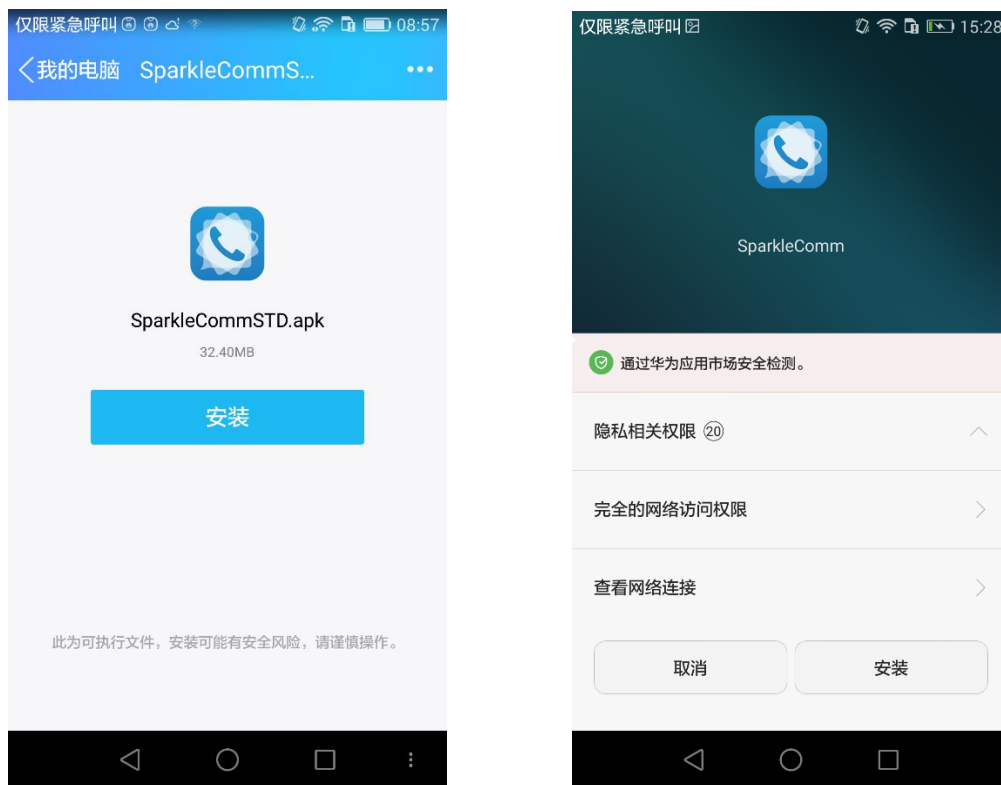 仅限紧急呼叫 08:57
我的电脑 SparkleCommS...
SparkleCommSTD.apk
32.40MB
安装
此为可执行文件，安装可能有安全风险，请谨慎操作。
仅限紧急呼叫 15:28
SparkleComm
通过华为应用市场安全检测。
隐私相关权限 20
完全的网络访问权限
查看网络连接
取消 安装